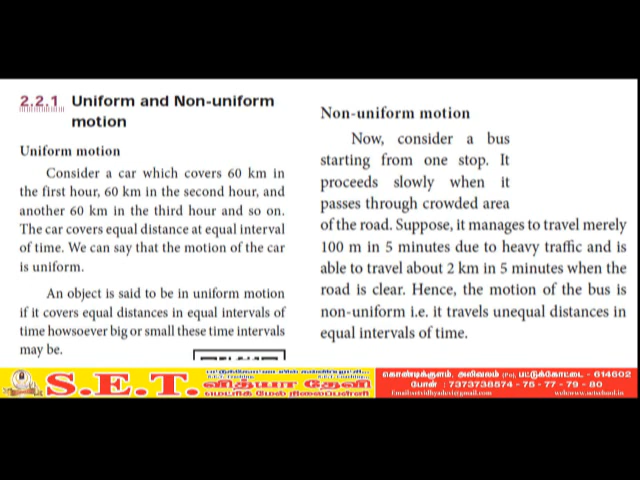 2.2.1 Uniform and Non-uniform
motion
Uniform motion
Consider a car which covers 60 km in
the first hour, 60 km in the second hour, and
another 60 km in the third hour and so on.
The car covers equal distance at equal interval
of time. We can say that the motion of the car
is uniform.
An object is said to be in uniform motion
if it covers equal distances in equal intervals of
time howsoever big or small these time intervals
may be.
Non-uniform motion
Now, consider a bus
starting from one stop. It
proceeds slowly when it
passes through crowded area
of the road. Suppose, it manages to travel merely
100 m in 5 minutes due to heavy traffic and is
able to travel about 2 km in 5 minutes when the
road is clear. Hence, the motion of the bus is
non-uniform i.e. it travels unequal distances in
equal intervals of time.
S.E.T.
வித்யா தேவி
மெட்ரிக் மேல் நிலைப்பள்ளி
கொண்டிக்குளம், அலிவலம் (Po), பட்டுக்கோட்டை - 614602
போன் : 7373738574 - 75 - 77 - 79 - 80